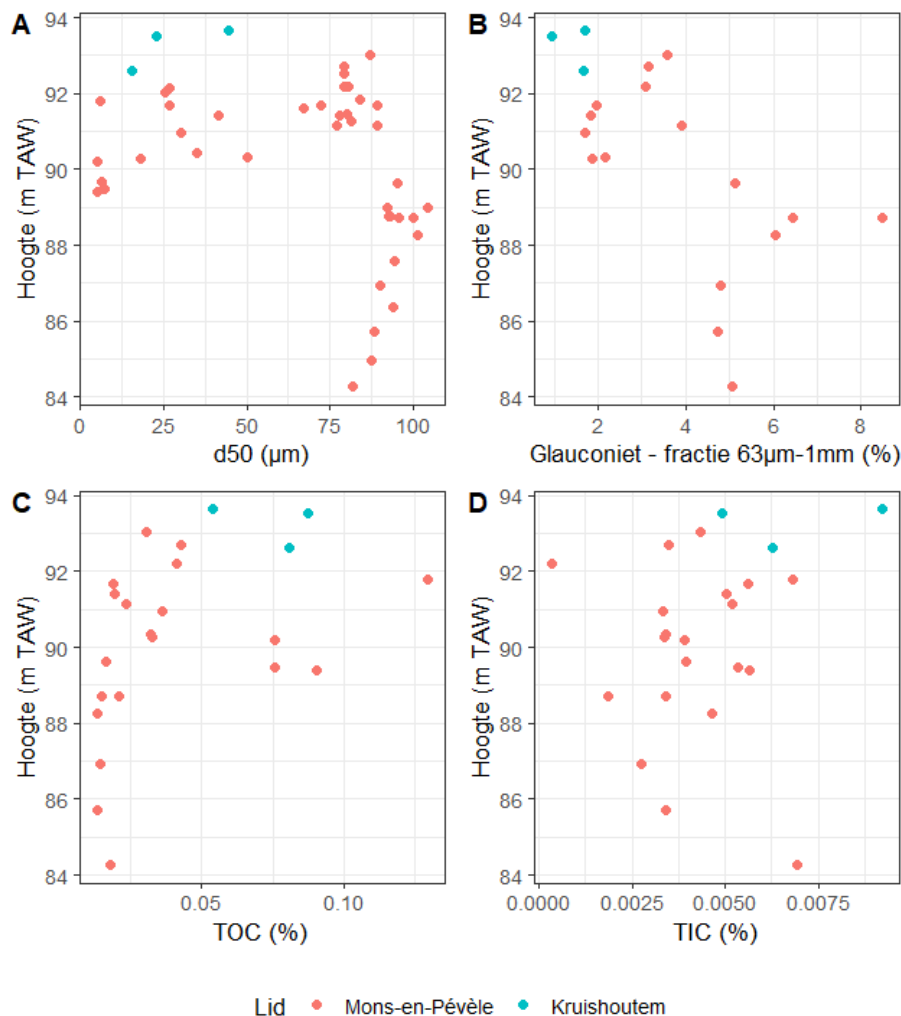 A
94
92
90
88
86
84
Hoogte (m TAW)
0 25 50 75 100
d50 (µm)
B
94
92
90
88
86
84
Hoogte (m TAW)
2 4 6 8
Glauconiet - fractie 63µm-1mm (%)
C
94
92
90
88
86
84
Hoogte (m TAW)
0.05 0.10
TOC (%)
D
94
92
90
88
86
84
Hoogte (m TAW)
0.0000 0.0025 0.0050 0.0075
TIC (%)
Lid Mons-en-Pévèle Kruishoutem